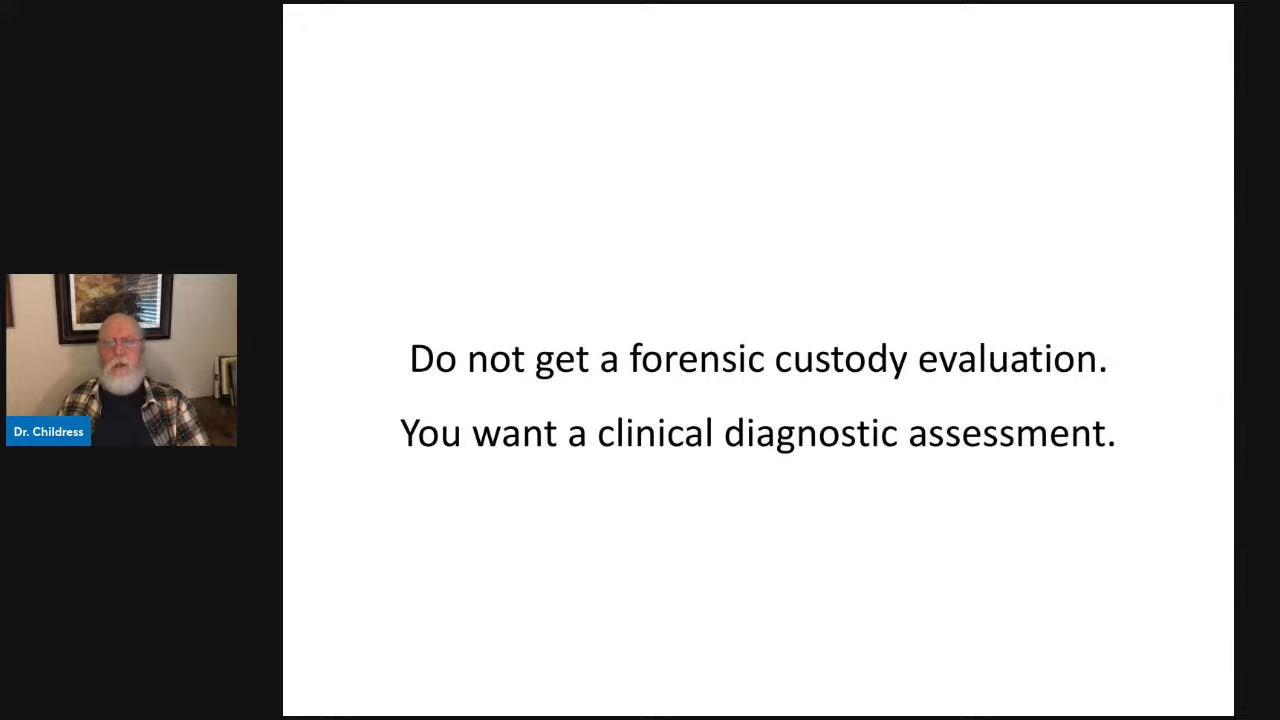 Do not get a forensic custody evaluation.
You want a clinical diagnostic assessment.
Dr. Childress